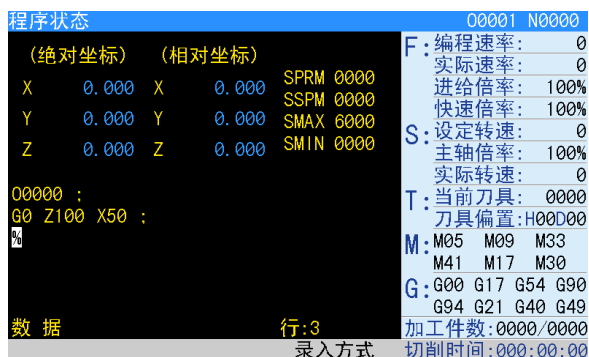 程序状态 O0001 N0000
(绝对坐标) (相对坐标)
X 0.000 X 0.000 SPRM 0000
SSPM 0000
Y 0.000 Y 0.000 SMAX 6000
Z 0.000 Z 0.000 SMIN 0000
O0000 ;
G0 Z100 X50 ;
%
数 据 行:3
录入方式
F:编程速率: 0
实际速率: 0
进给倍率: 100%
快速倍率: 100%
S:设定转速: 0
主轴倍率: 100%
实际转速: 0
T:当前刀具: 0000
刀具偏置:H00D00
M:M05 M09 M33
M41 M17 M30
G:G00 G17 G54 G90
G94 G21 G40 G49
加工件数:0000/0000
切削时间:000:00:00